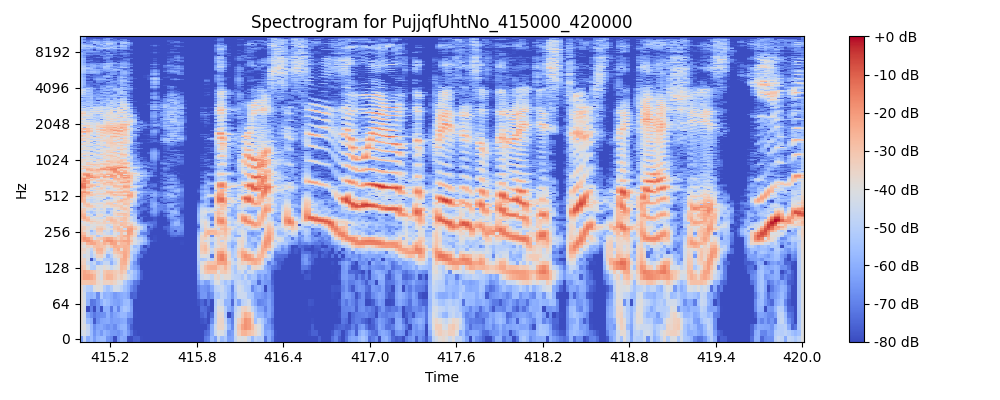 Spectrogram for PujjqfUhtNo_415000_420000
8192
4096
2048
1024
512
256
128
64
0
Hz
415.2 415.8 416.4 417.0 417.6 418.2 418.8 419.4 420.0
Time
+0 dB
-10 dB
-20 dB
-30 dB
-40 dB
-50 dB
-60 dB
-70 dB
-80 dB